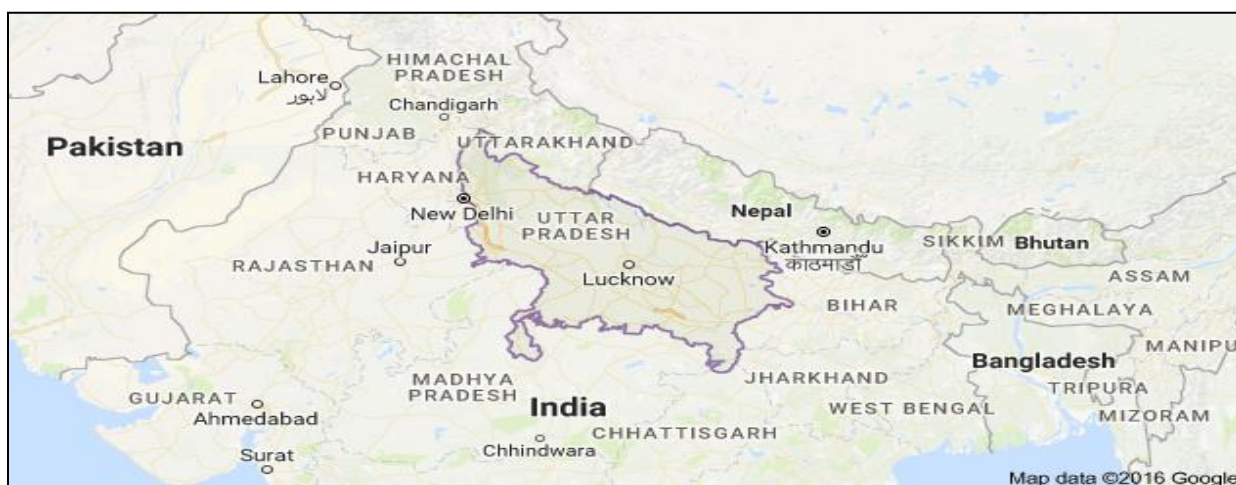 HIMACHAL
PRADESH
Lahore
لاہور
Chandigarh
PUNJAB
UTTARAKHAND
Pakistan
HARYANA
New Delhi
UTTAR
PRADESH
Nepal
Kathmandu
काठमाडौँ
SIKKIM
Bhutan
Jaipur
RAJASTHAN
Lucknow
ASSAM
BIHAR
MEGHALAYA
MANIPU
Bangladesh
MADHYA
PRADESH
JHARKHAND
TRIPURA
GUJARAT
Ahmedabad
India
WEST BENGAL
MIZORAM
CHHATTISGARH
Chhindwara
Surat
Map data ©2016 Google